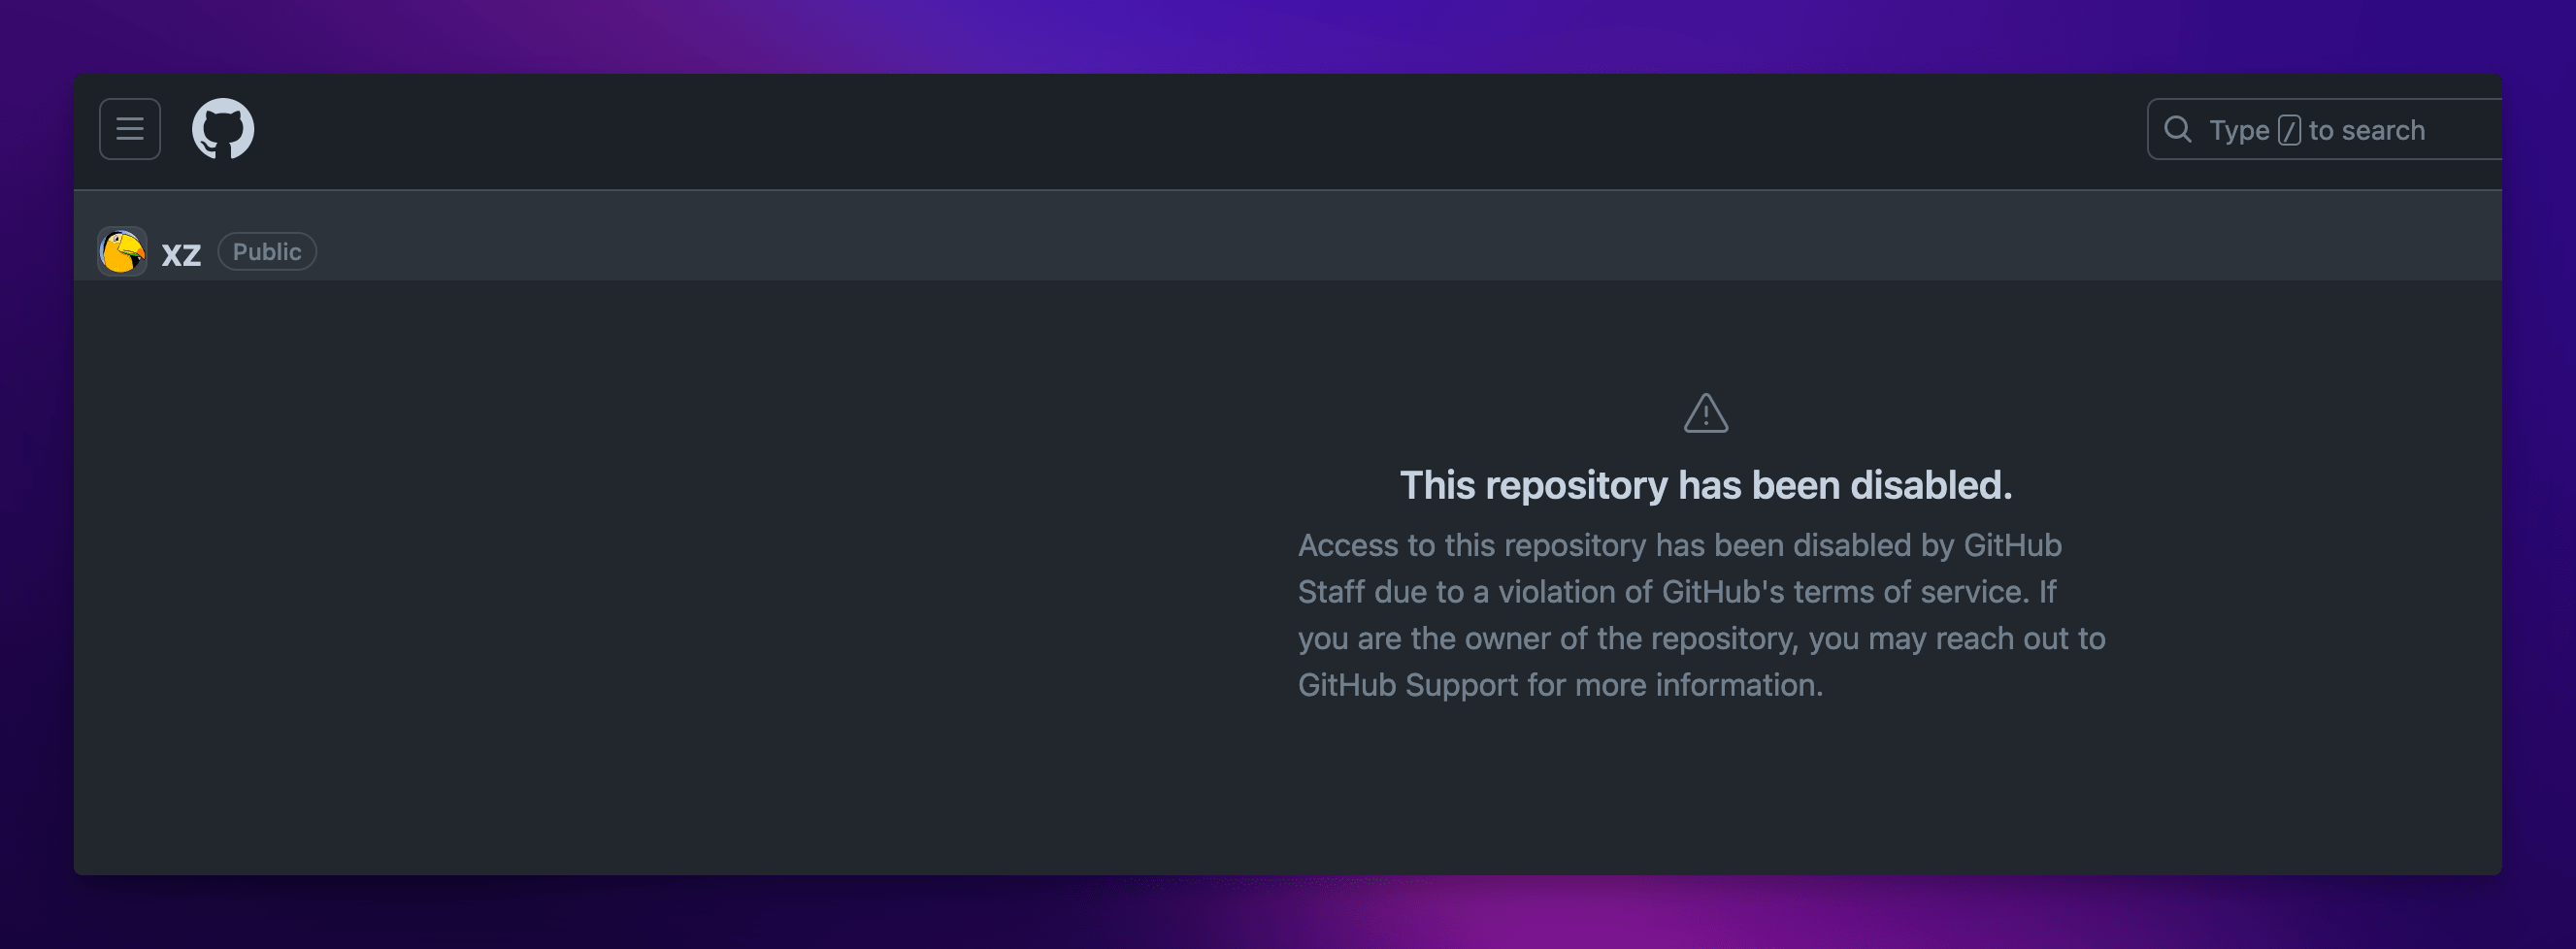 Type / to search
xz Public
This repository has been disabled.
Access to this repository has been disabled by GitHub
Staff due to a violation of GitHub's terms of service. If
you are the owner of the repository, you may reach out to
GitHub Support for more information.